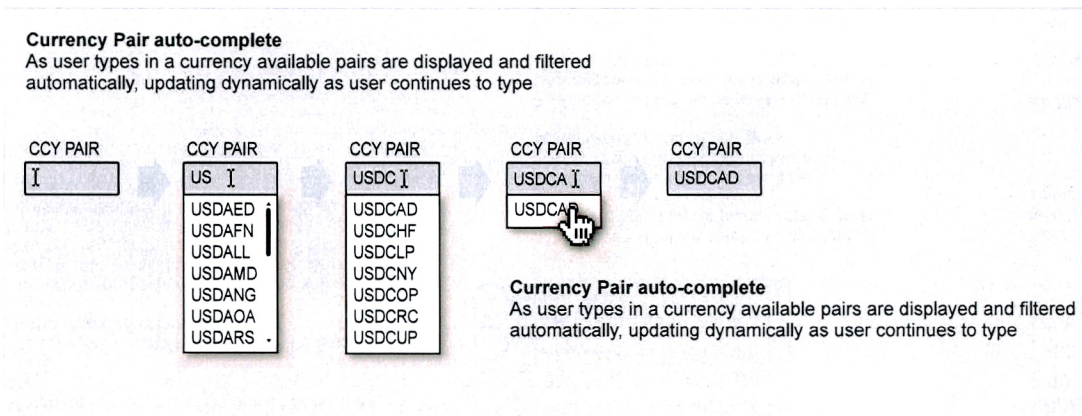 Currency Pair auto-complete
As user types in a currency available pairs are displayed and filtered
automatically, updating dynamically as user continues to type
CCY PAIR
CCY PAIR
US
USDAED
USDAFN
USDALL
USDAMD
USDANG
USDAOA
USDARS
CCY PAIR
USDC
USDCAD
USDCHF
USDCLP
USDCNY
USDCOP
USDCRC
USDCUP
CCY PAIR
USDCA
USDCAD
CCY PAIR
USDCAD
Currency Pair auto-complete
As user types in a currency available pairs are displayed and filtered
automatically, updating dynamically as user continues to type